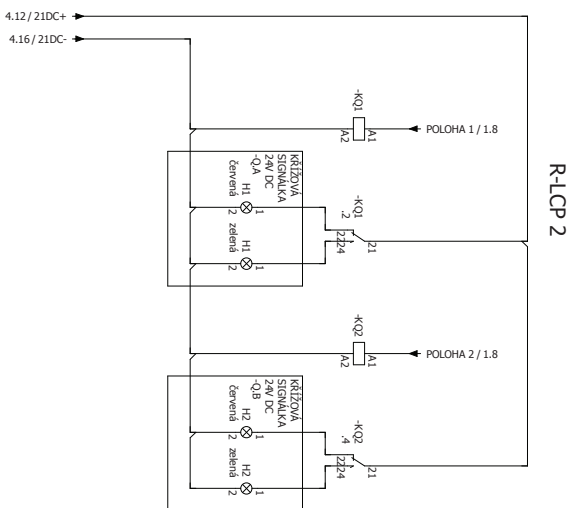 4.12 / 21DC+
4.16 / 21DC-
R-LCP 2
-KQ1
A2 A1
POLOHA 1 / 1.8
KŘÍŽOVÁ
SIGNÁLKA
24V DC
-Q.A
H1
červená
2 1
zelená
H1
2 1
-KQ1
.2
22 24 21
-KQ2
A2 A1
POLOHA 2 / 1.8
KŘÍŽOVÁ
SIGNÁLKA
24V DC
-Q.B
H2
červená
2 1
zelená
H2
2 1
-KQ2
.4
22 24 21